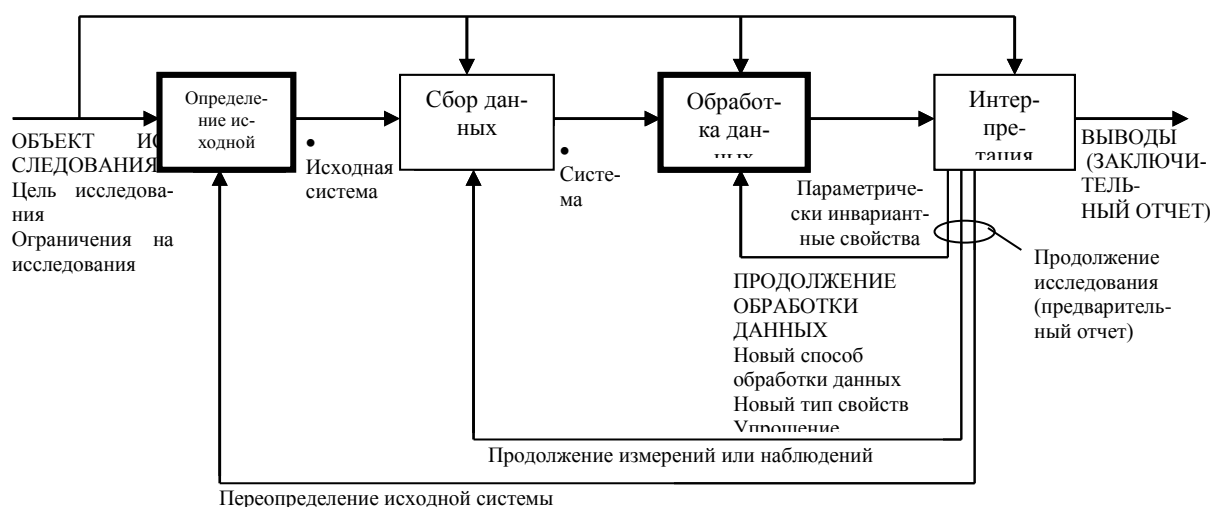 Определе-
ние ис-
ходной
Сбор дан-
ных
Обработ-
ка дан-
ных
Интер-
пре-
тация
ОБЪЕКТ ИС
СЛЕДОВАНИЯ
Цель исследова-
ния
Ограничения на
исследования
•
Исходная
система
•
Систе-
ма
Параметриче-
ски инвариант-
ные свойства
ВЫВОДЫ
(ЗАКЛЮЧИ-
ТЕЛЬ-
НЫЙ ОТЧЕТ)
Продолжение
исследования
(предваритель-
ный отчет)
ПРОДОЛЖЕНИЕ
ОБРАБОТКИ
ДАННЫХ
Новый способ
обработки данных
Новый тип свойств
Упрощение
Продолжение измерений или наблюдений
Переопределение исходной системы